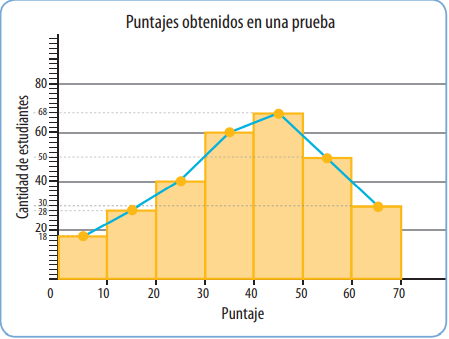 Puntajes obtenidos en una prueba
Cantidad de estudiantes
80
68
60
50
40
30
28
20
18
0 10 20 30 40 50 60 70
Puntaje